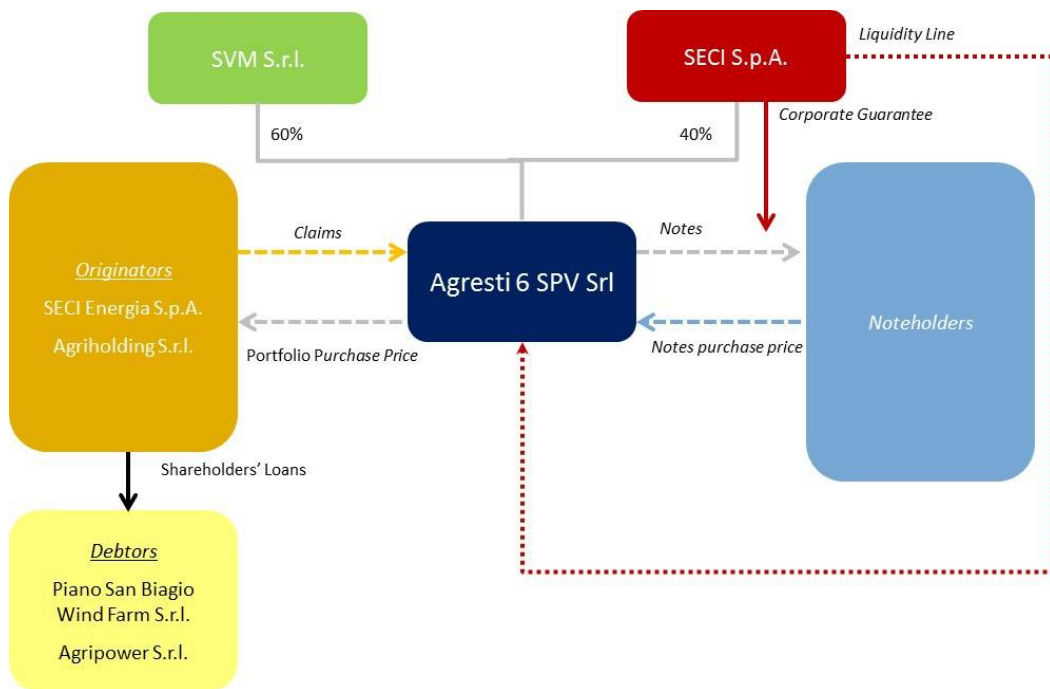 Liquidity Line
SVM S.r.l.
SECI S.p.A.
Corporate Guarantee
60%
40%
Claims
Notes
Originators
SECI Energia S.p.A.
Agriholding S.r.l.
Agresti 6 SPV Srl
Noteholders
Portfolio Purchase Price
Notes purchase price
Shareholders' Loans
Debtors
Piano San Biagio
Wind Farm S.r.l.
Agripower S.r.l.